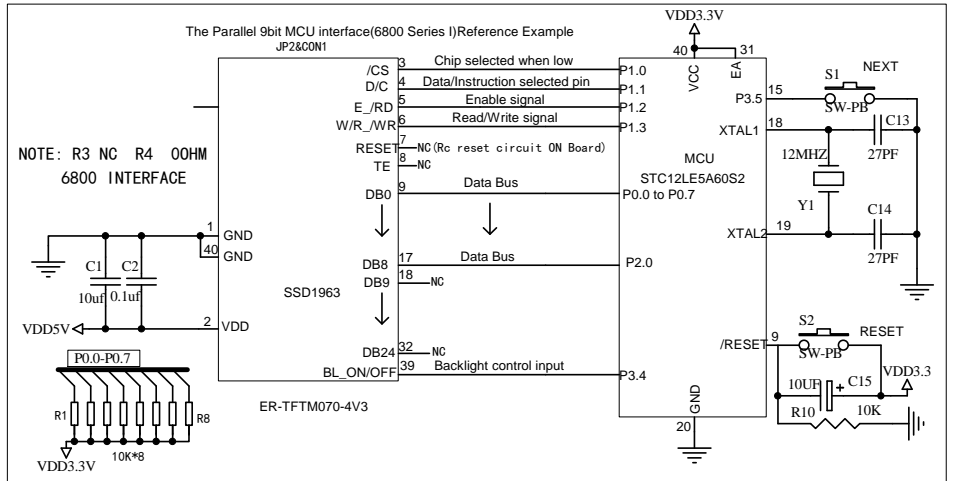 The Parallel 9bit MCU interface(6800 Series I)Reference Example
JP2&CON1
/CS
3
Chip selected when low
P1.0
D/C
4
Data/Instruction selected pin
P1.1
E_/RD
5
Enable signal
P1.2
W/R_/WR
6
Read/Write signal
P1.3
RESET
7
NC(Rc reset circuit ON Board)
TE
8
NC
DB0
9
Data Bus
P0.0 to P0.7
DB8
17
Data Bus
P2.0
DB9
18
NC
DB24
32
NC
BL_ON/OFF
39
Backlight control input
P3.4
SSD1963
ER-TFTM070-4V3
NOTE: R3 NC R4 0OHM
6800 INTERFACE
1
GND
40
GND
C1
C2
10uf
0.1uf
VDD5V
2
VDD
P0.0-P0.7
R1
R8
VDD3.3V
10K*8
VDD3.3V
40
31
VCC
EA
MCU
STC12LE5A60S2
P3.5
15
S1
NEXT
SW-PB
XTAL1
18
C13
27PF
12MHZ
Y1
XTAL2
19
C14
27PF
/RESET
9
S2
RESET
SW-PB
10UF
+
C15
VDD3.3
R10
10K
GND
20